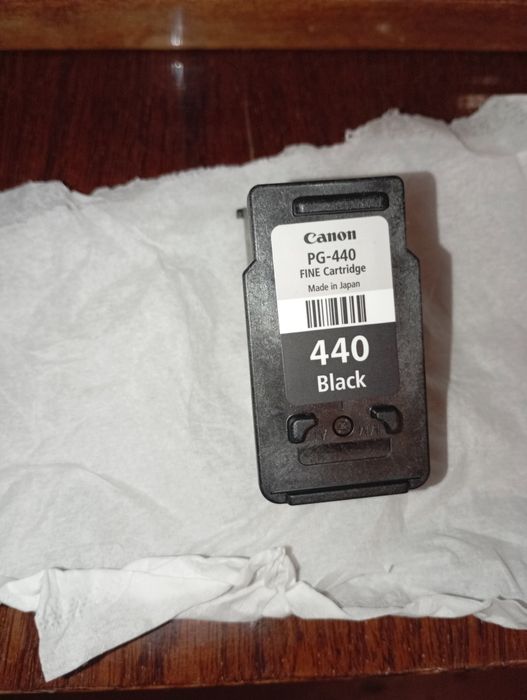 Canon
PG-440
FINE Cartridge
Made in Japan
440
Black